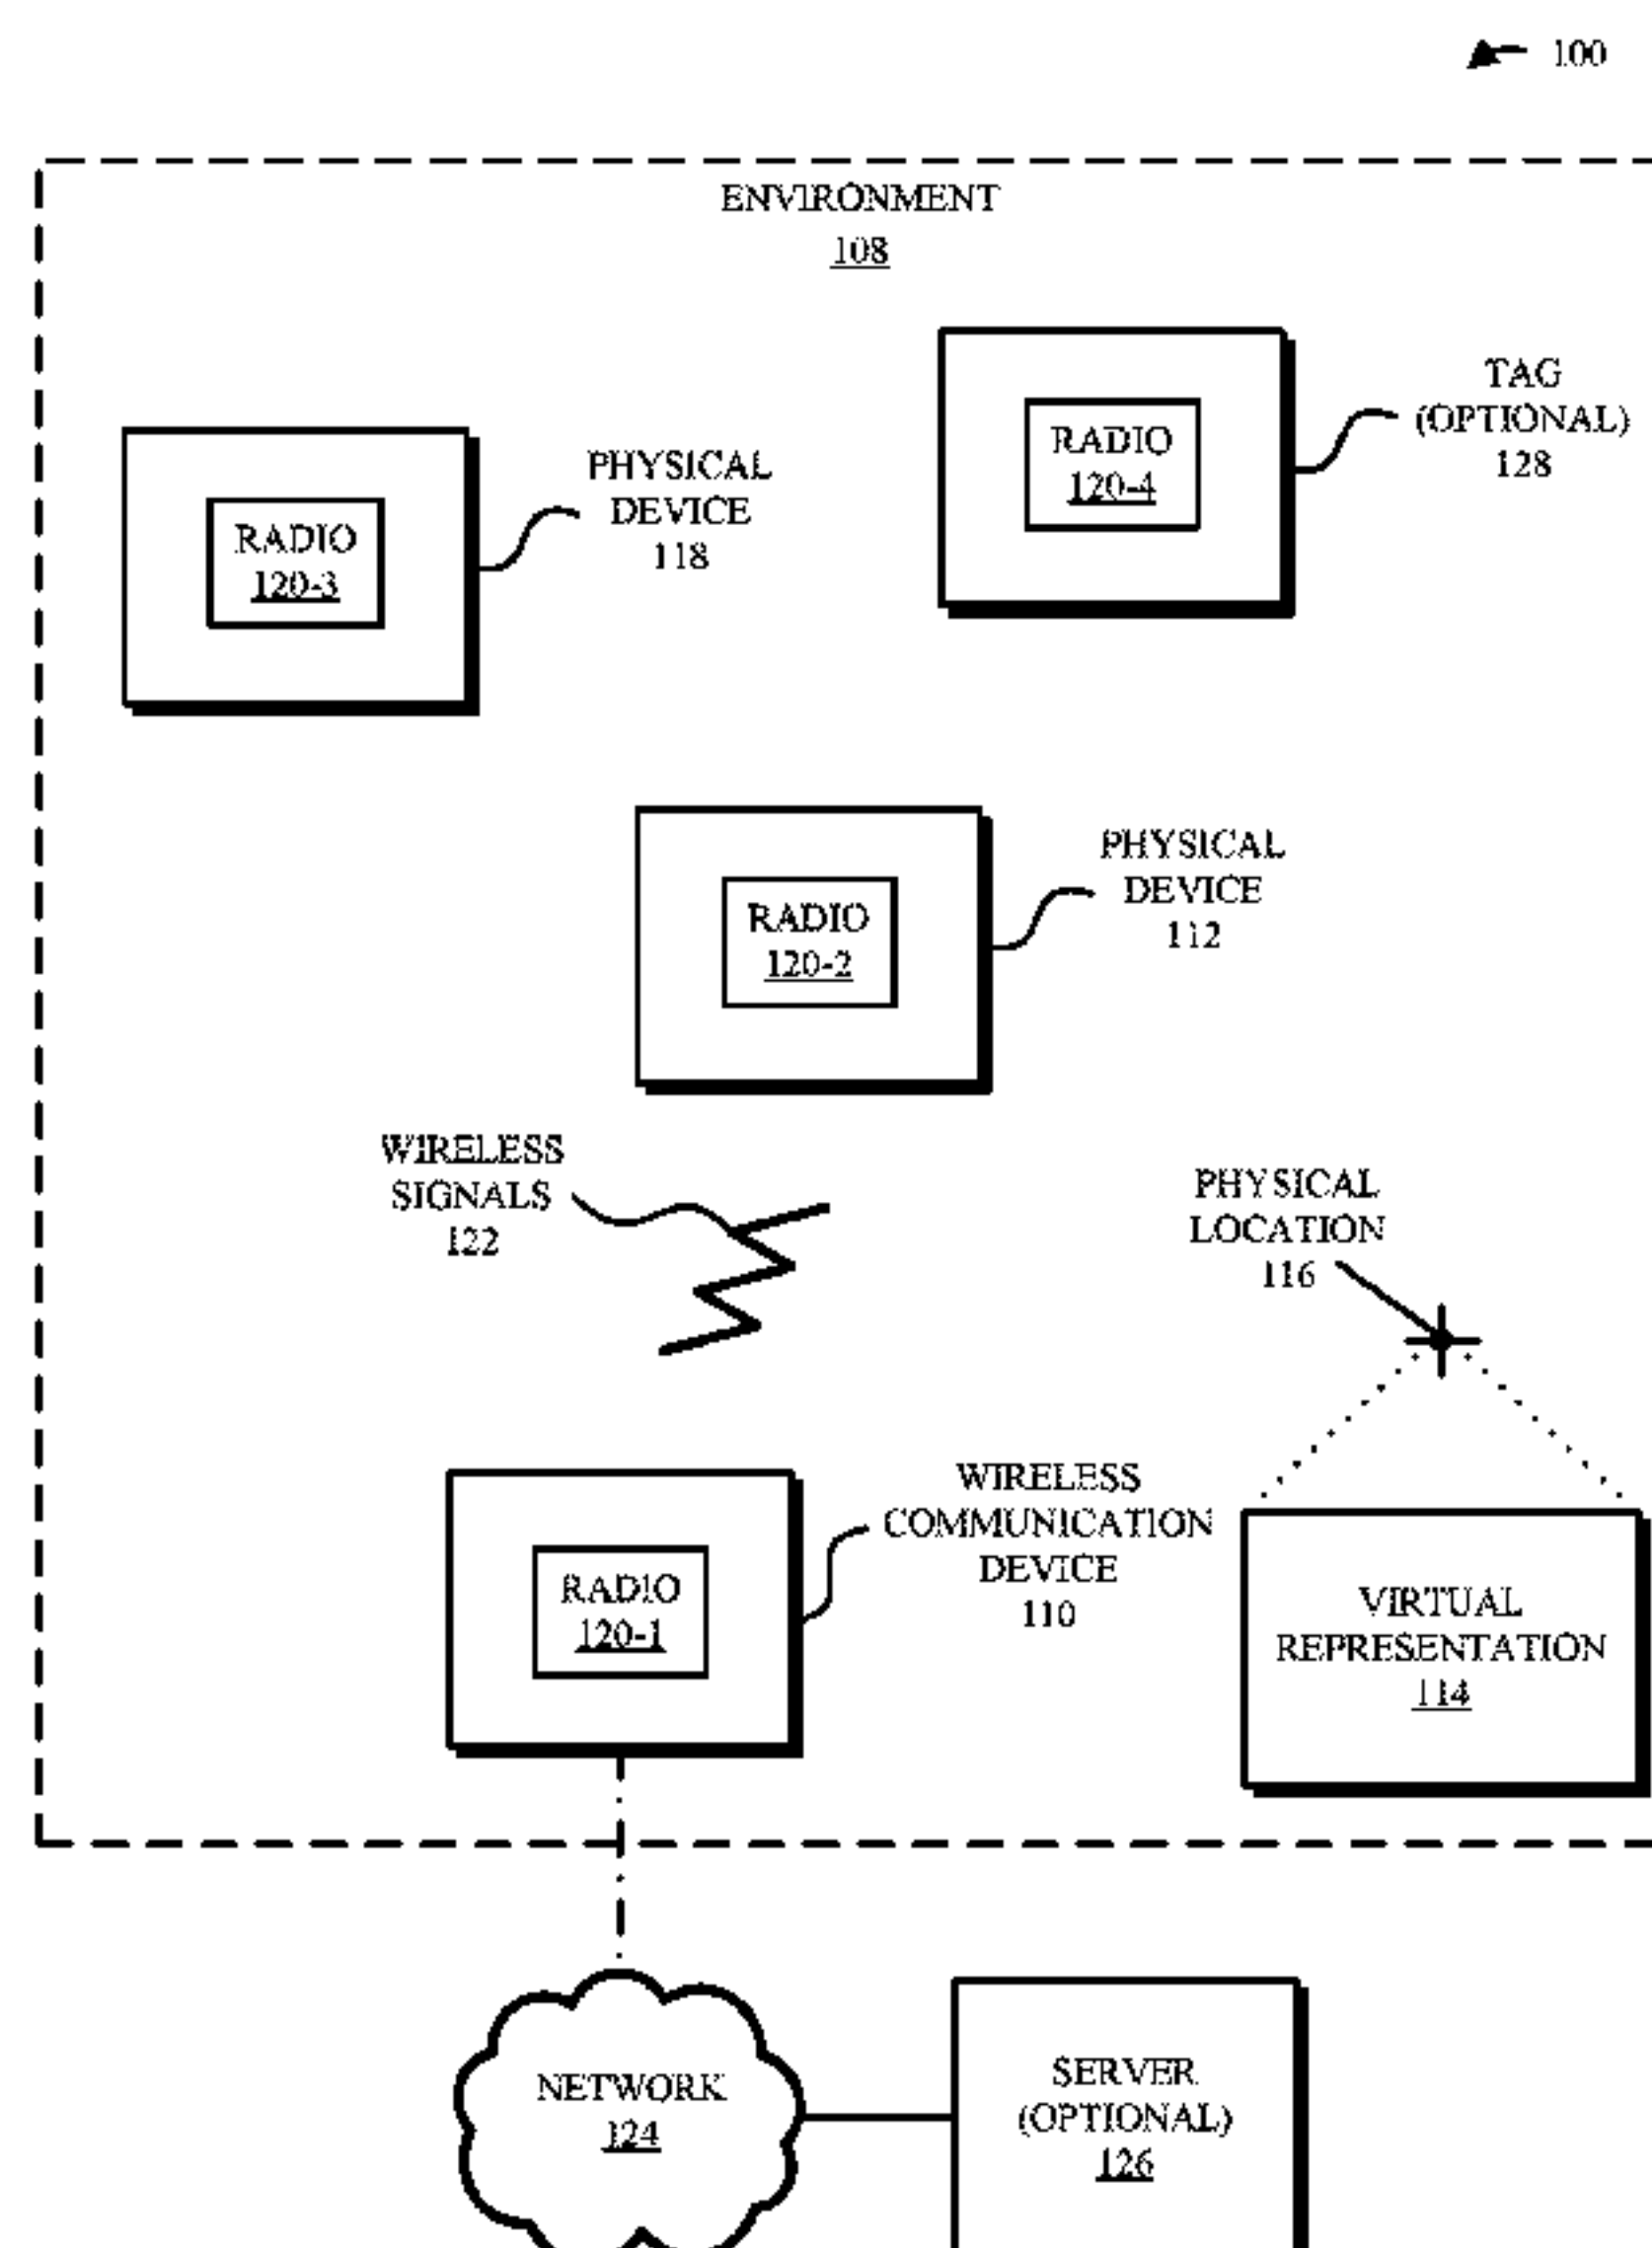 100
ENVIRONMENT
108
TAG
(OPTIONAL)
128
RADIO
120-4
PHYSICAL
DEVICE
118
RADIO
120-3
PHYSICAL
DEVICE
112
RADIO
120-2
WIRELESS
SIGNALS
122
PHYSICAL
LOCATION
116
WIRELESS
COMMUNICATION
DEVICE
110
RADIO
120-1
VIRTUAL
REPRESENTATION
114
NETWORK
124
SERVER
(OPTIONAL)
126